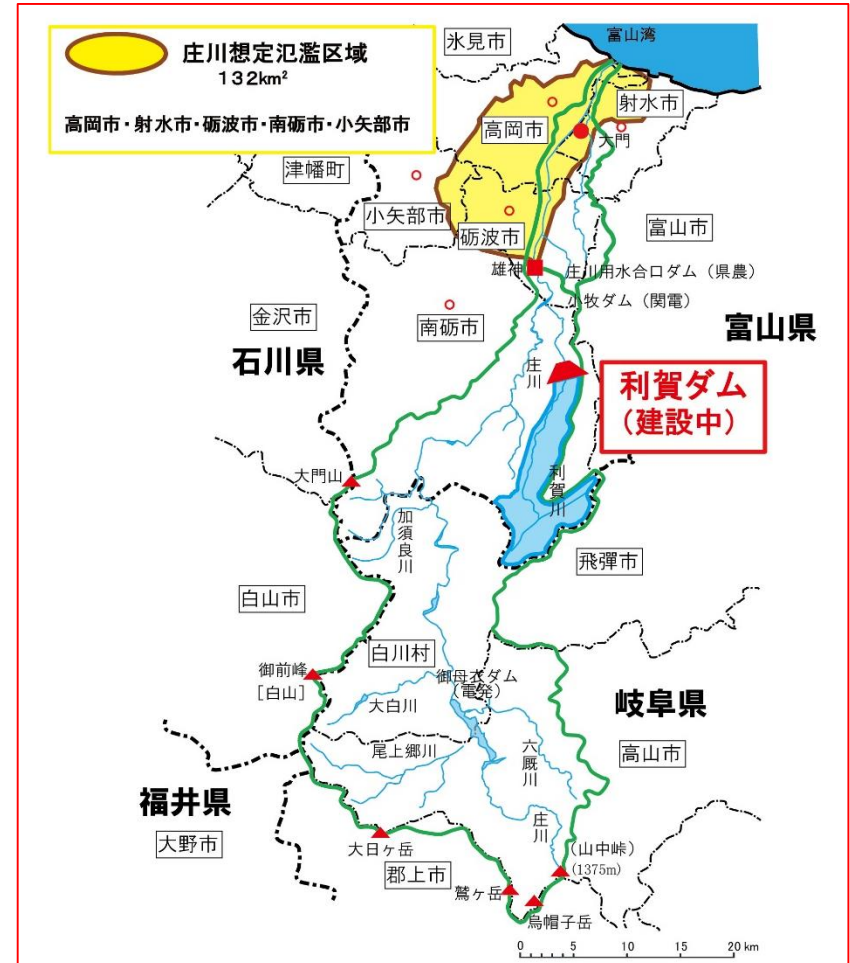 庄川想定氾濫区域
132km²
高岡市・射水市・砺波市・南砺市・小矢部市
氷見市
富山湾
射水市
高岡市
大門
津幡町
小矢部市
砺波市
富山市
雄神
庄川用水合口ダム（県農）
小牧ダム（関電）
金沢市
南砺市
富山県
石川県
庄川
利賀ダム
（建設中）
大門山
利賀川
加須良川
飛彈市
白山市
白川村
御前峰
[白山]
御母衣ダム
（電発）
大白川
岐阜県
尾上郷川
六厩川
高山市
福井県
庄川
大野市
大日ヶ岳
（山中峠）
(1375m)
郡上市
鷲ヶ岳
烏帽子岳
0 5 10 15 20 km